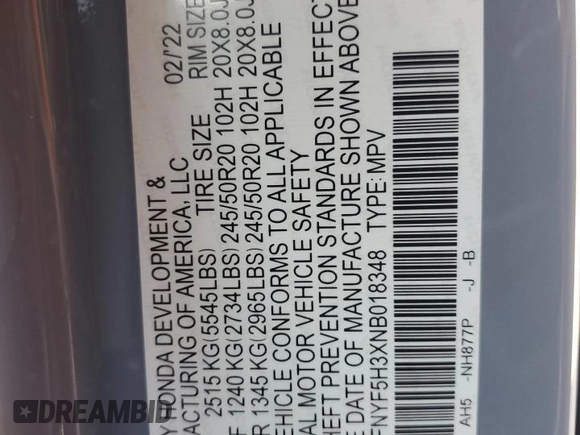 Y HONDA DEVELOPMENT &
ACTURING OF AMERICA, LLC 02/'22
2515 KG(5545LBS) TIRE SIZE RIM SIZE
F 1240 KG(2734LBS) 245/50R20 102H 20X8.0J
R 1345 KG(2965LBS) 245/50R20 102H 20X8.0J
EHICLE CONFORMS TO ALL APPLICABLE
AL MOTOR VEHICLE SAFETY
HEFT PREVENTION STANDARDS IN EFFECT
E DATE OF MANUFACTURE SHOWN ABOVE
FNYF5H3XNB018348 TYPE: MPV
AH5 -NH877P -J -B
DREAMBID